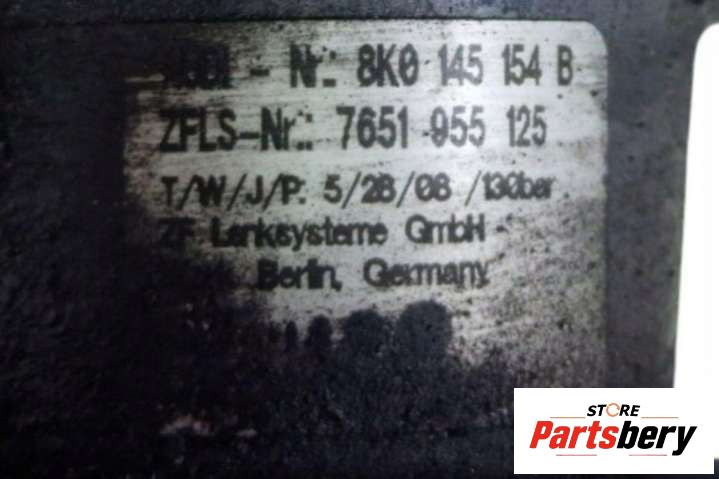 - Nr.: 8K0 145 154 B
ZFLS-Nr.: 7651 955 125
T/W/J/P: 5/28/08 /130bar
ZF Lenksysteme GmbH
Berlin, Germany
STORE
Partsbery